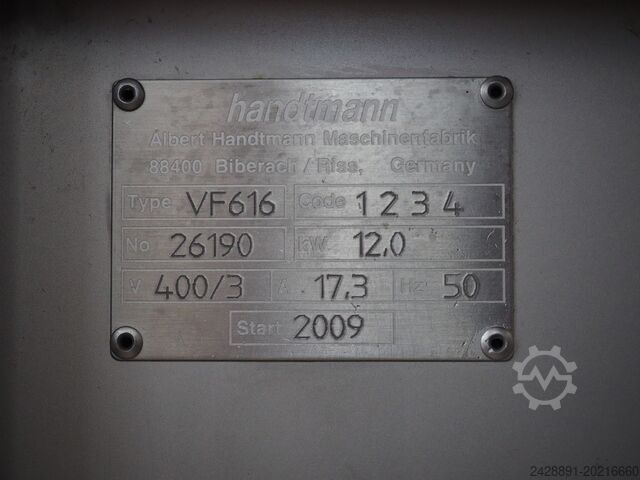 handtmann
Albert Handtmann Maschinenfabrik
88400 Biberach/Riss, Germany
Type VF616 Code 1234
No 26190 kW 12,0
V 400/3 A 17,3 Hz 50
Start 2009
2428891-20216660